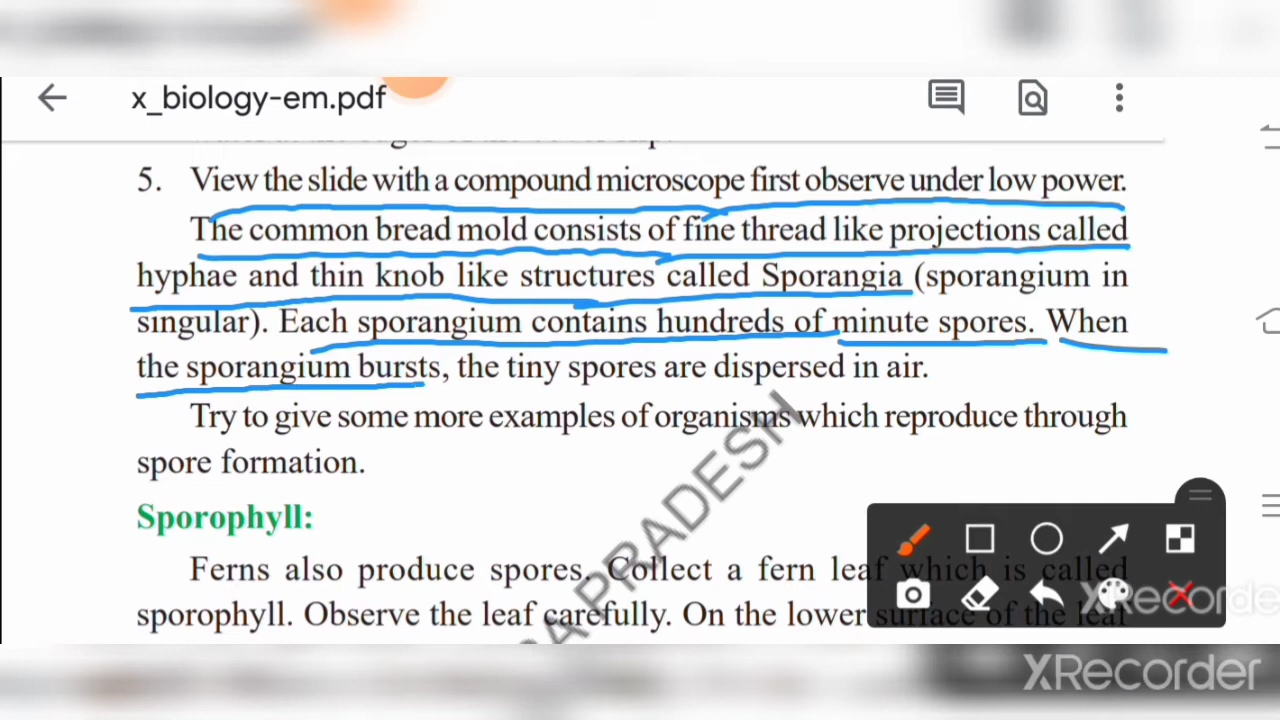 x_biology-em.pdf
5. View the slide with a compound microscope first observe under low power.
The common bread mold consists of fine thread like projections called
hyphae and thin knob like structures called Sporangia (sporangium in
singular). Each sporangium contains hundreds of minute spores. When
the sporangium bursts, the tiny spores are dispersed in air.
Try to give some more examples of organisms which reproduce through
spore formation.
Sporophyll:
Ferns also produce spores. Collect a fern leaf which is called
sporophyll. Observe the leaf carefully. On the lower surface of the leaf
PRADESH
XRecorder
XRecorder